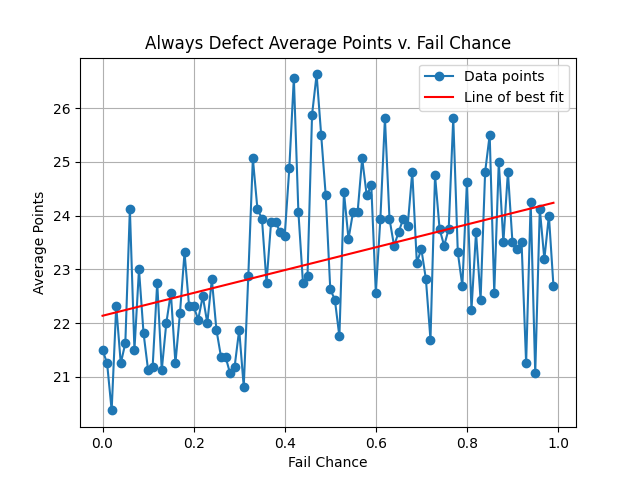 Always Defect Average Points v. Fail Chance
Data points
Line of best fit
26
25
24
23
22
21
Average Points
0.0 0.2 0.4 0.6 0.8 1.0
Fail Chance